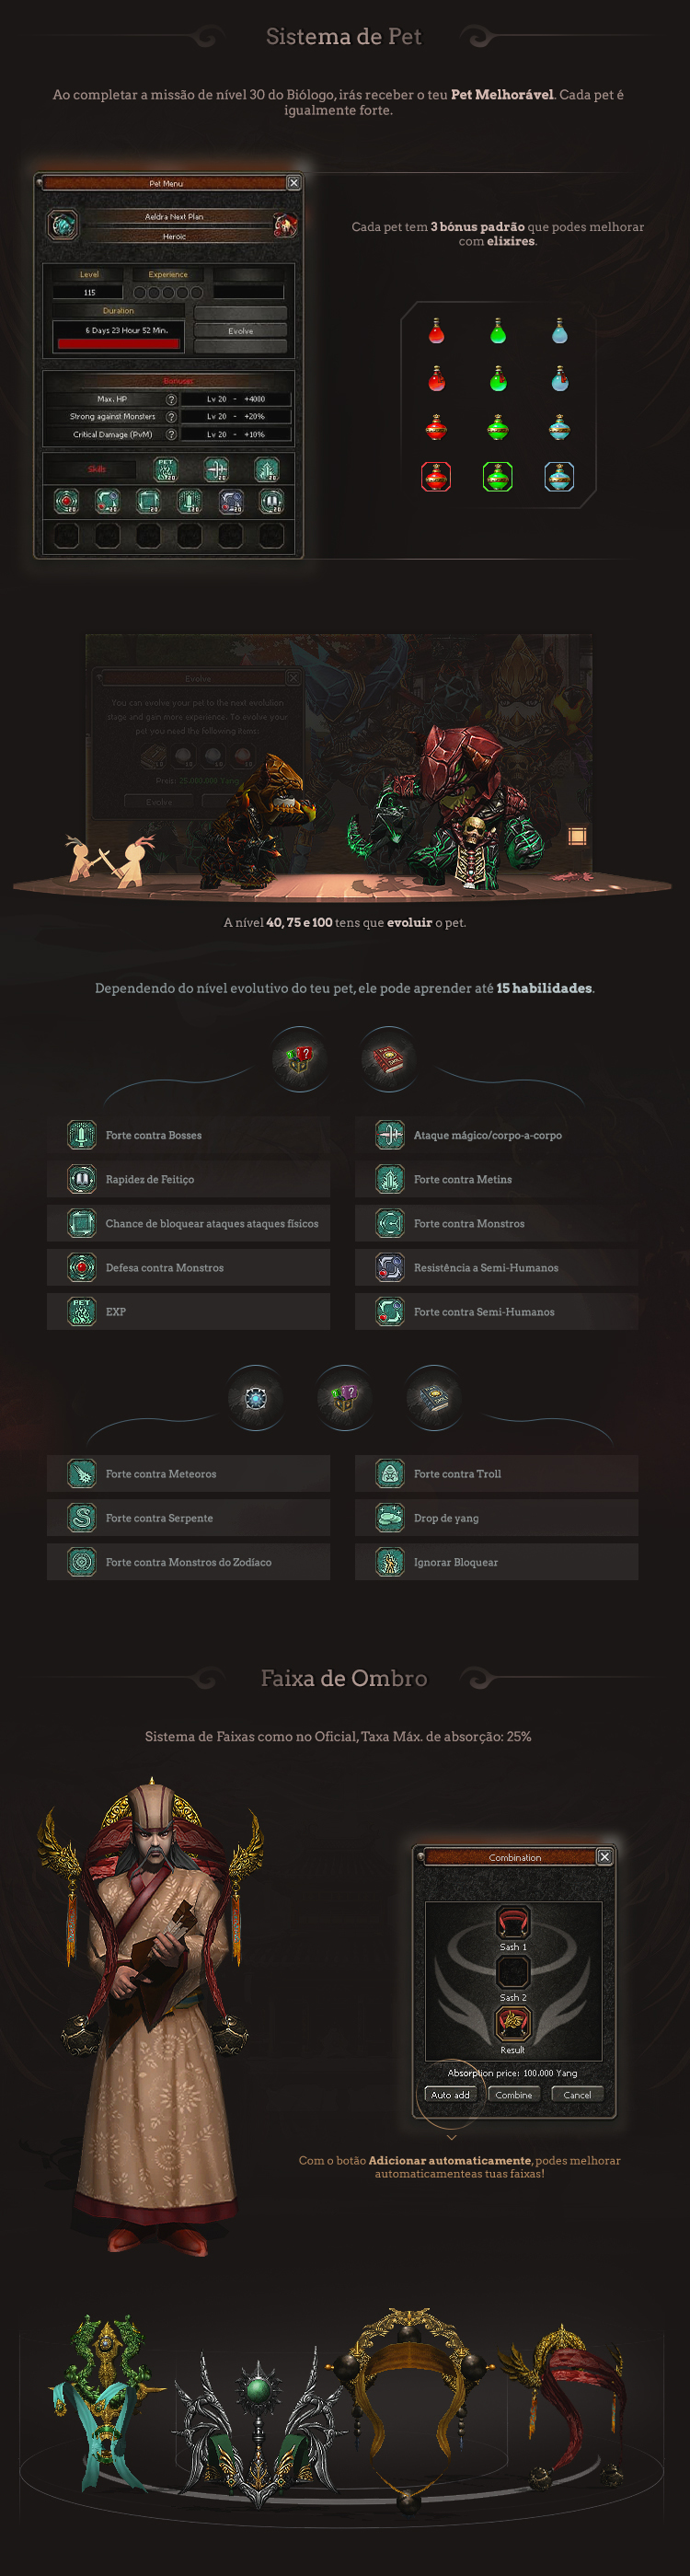 Sistema de Pet
Ao completar a missão de nível 30 do Biólogo, irás receber o teu Pet Melhorável. Cada pet é
igualmente forte.
Pet Menu
Aeldra Next Plan
Heroic
Level
Experience
115
Duration
6 Days 23 Hour 52 Min.
Evolve
Bonuses
Max. HP ? Lv 20 - +4000
Strong against Monsters ? Lv 20 - +20%
Critical Damage (PvM) ? Lv 20 - +10%
Skills
Cada pet tem 3 bónus padrão que podes melhorar
com elixires.
Evolve
You can evolve your pet to the next evolution
stage and gain more experience. To evolve your
pet you need the following items:
Preis: 25.000.000 Yang
Evolve
A nível 40, 75 e 100 tens que evoluir o pet.
Dependendo do nível evolutivo do teu pet, ele pode aprender até 15 habilidades.
Forte contra Bosses
Ataque mágico/corpo-a-corpo
Rapidez de Feitiço
Forte contra Metins
Chance de bloquear ataques ataques físicos
Forte contra Monstros
Defesa contra Monstros
Resistência a Semi-Humanos
PET
EXP
Forte contra Semi-Humanos
Forte contra Meteoros
Forte contra Troll
Forte contra Serpente
Drop de yang
Forte contra Monstros do Zodíaco
Ignorar Bloquear
Faixa de Ombro
Sistema de Faixas como no Oficial, Taxa Máx. de absorção: 25%
Combination
Sash 1
Sash 2
Result
Absorption price: 100.000 Yang
Auto add
Combine
Cancel
Com o botão Adicionar automaticamente, podes melhorar
automaticamenteas tuas faixas!